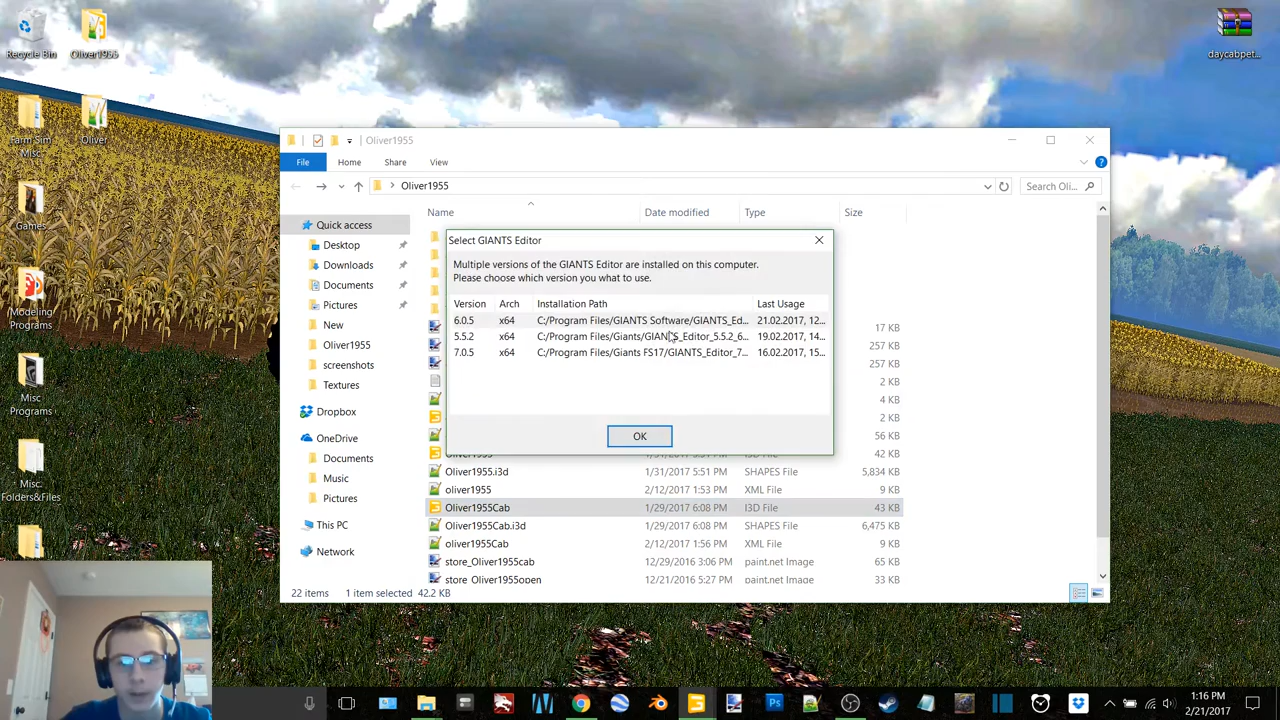 Recycle Bin
Oliver1955
daycabpet...
Farm Sim
Misc
Oliver
Games
Modeling
Programs
Misc
Programs
Misc.
Folders&Files
Oliver1955
File
Home
Share
View
?
Oliver1955
Search Oli...
Name
Date modified
Type
Size
Quick access
Desktop
Downloads
Documents
Pictures
New
Oliver1955
screenshots
Textures
Dropbox
OneDrive
Documents
Music
Pictures
This PC
Network
Select GIANTS Editor
Multiple versions of the GIANTS Editor are installed on this computer.
Please choose which version you what to use.
Version Arch Installation Path Last Usage
6.0.5 x64 C:/Program Files/GIANTS Software/GIANTS_Ed... 21.02.2017, 12...
5.5.2 x64 C:/Program Files/Giants/GIANTS_Editor_5.5.2_6... 19.02.2017, 14...
7.0.5 x64 C:/Program Files/Giants FS17/GIANTS_Editor_7... 16.02.2017, 15...
OK
17 KB
257 KB
257 KB
2 KB
4 KB
2 KB
56 KB
42 KB
Oliver1955.i3d 1/31/2017 5:51 PM SHAPES File 5,834 KB
oliver1955 2/12/2017 1:53 PM XML File 9 KB
Oliver1955Cab 1/29/2017 6:08 PM I3D File 43 KB
Oliver1955Cab.i3d 1/29/2017 6:08 PM SHAPES File 6,475 KB
oliver1955Cab 2/12/2017 1:56 PM XML File 9 KB
store_Oliver1955cab 12/29/2016 3:06 PM paint.net Image 65 KB
store_Oliver1955open 12/21/2016 5:27 PM paint.net Image 33 KB
22 items 1 item selected 42.2 KB
1:16 PM
2/21/2017